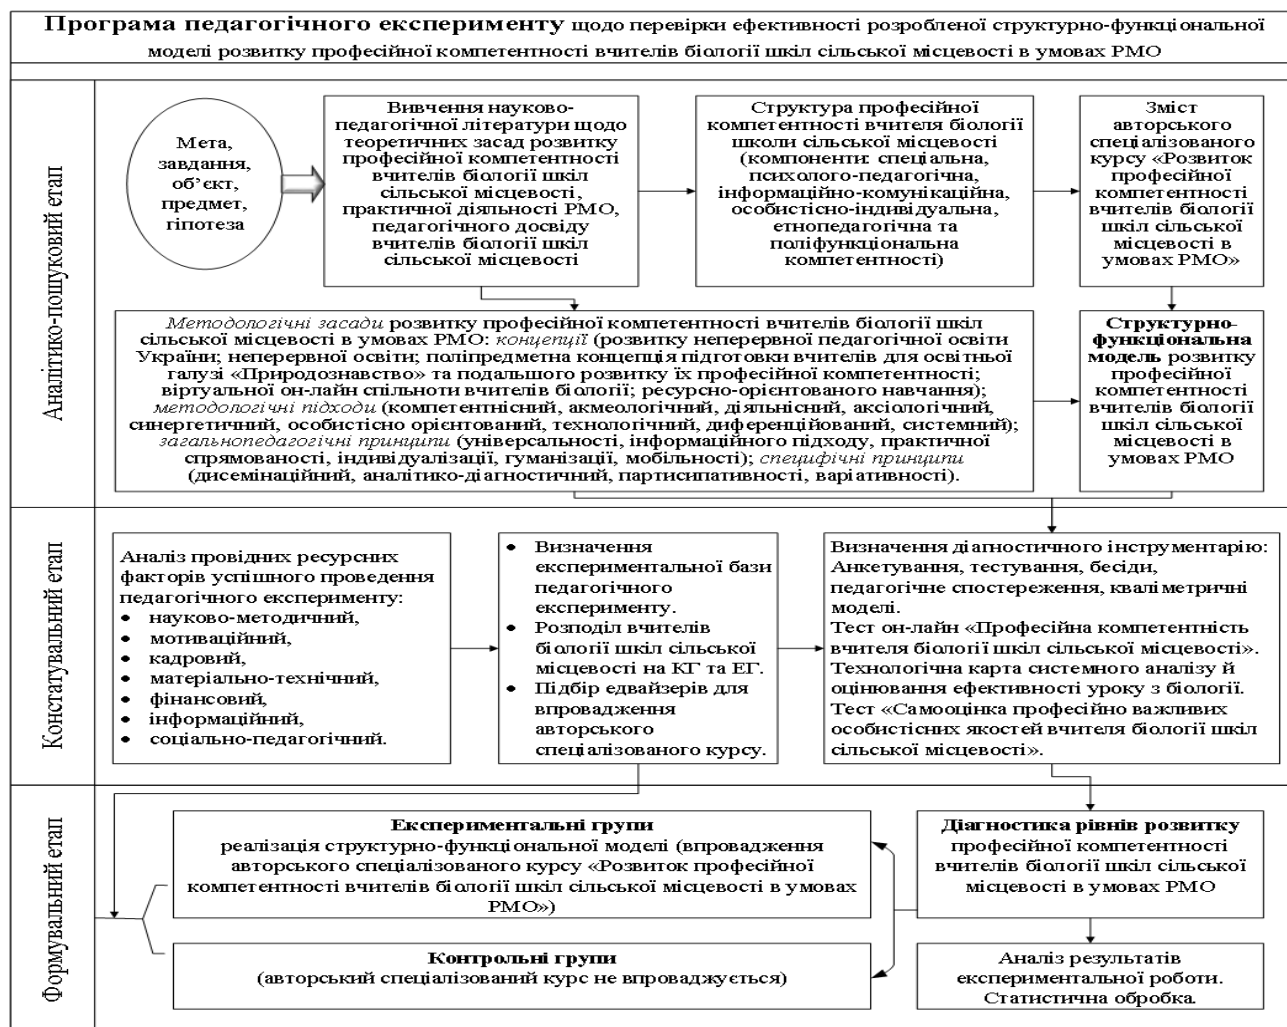 Програма педагогічного експерименту щодо перевірки ефективності розробленої структурно-функціональної
моделі розвитку професійної компетентності вчителів біології шкіл сільської місцевості в умовах РМО
Аналітико-пошуковий етап
Мета,
завдання,
об’єкт,
предмет,
гіпотеза
Вивчення науково-
педагогічної літератури щодо
теоретичних засад розвитку
професійної компетентності
вчителів біології шкіл
сільської місцевості,
практичної діяльності РМО,
педагогічного досвіду
вчителів біології шкіл
сільської місцевості
Структура професійної
компетентності вчителя біології
школи сільської місцевості
(компоненти: спеціальна,
психолого-педагогічна,
інформаційно-комунікаційна,
особистісно-індивідуальна,
етнопедагогічна та
поліфункціональна
компетентності)
Зміст
авторського
спеціалізованого
курсу «Розвиток
професійної
компетентності
вчителів біології
шкіл сільської
місцевості в
умовах РМО»
Методологічні засади розвитку професійної компетентності вчителів біології шкіл
сільської місцевості в умовах РМО: концепції (розвитку неперервної педагогічної освіти
України; неперервної освіти; поліпредметна концепція підготовки вчителів для освітньої
галузі «Природознавство» та подальшого розвитку їх професійної компетентності;
віртуальної он-лайн спільноти вчителів біології; ресурсно-орієнтованого навчання);
методологічні підходи (компетентнісний, акмеологічний, діяльнісний, аксіологічний,
синергетичний, особистісно орієнтований, технологічний, диференційований, системний);
загальнопедагогічні принципи (універсальності, інформаційного підходу, практичної
спрямованості, індивідуалізації, гуманізації, мобільності); специфічні принципи
(дисемінаційний, аналітико-діагностичний, партисипативності, варіативності).
Структурно-
функціональна
модель розвитку
професійної
компетентності
вчителів біології
шкіл сільської
місцевості в
умовах РМО
Констатувальний етап
Аналіз провідних ресурсних
факторів успішного проведення
педагогічного експерименту:
● науково-методичний,
● мотиваційний,
● кадровий,
● матеріально-технічний,
● фінансовий,
● інформаційний,
● соціально-педагогічний.
● Визначення
експериментальної бази
педагогічного
експерименту.
● Розподіл вчителів
біології шкіл сільської
місцевості на КГ та ЕГ.
● Підбір едвайзерів для
впровадження
авторського
спеціалізованого курсу.
Визначення діагностичного інструментарію:
Анкетування, тестування, бесіди,
педагогічне спостереження, кваліметричні
моделі.
Тест он-лайн «Професійна компетентність
вчителя біології шкіл сільської місцевості».
Технологічна карта системного аналізу й
оцінювання ефективності уроку з біології.
Тест «Самооцінка професійно важливих
особистісних якостей вчителя біології шкіл
сільської місцевості».
Формувальний етап
Експериментальні групи
реалізація структурно-функціональної моделі (впровадження
авторського спеціалізованого курсу «Розвиток професійної
компетентності вчителів біології шкіл сільської місцевості в умовах
РМО»)
Контрольні групи
(авторський спеціалізований курс не впроваджується)
Діагностика рівнів розвитку
професійної компетентності
вчителів біології шкіл сільської
місцевості в умовах РМО
Аналіз результатів
експериментальної роботи.
Статистична обробка.